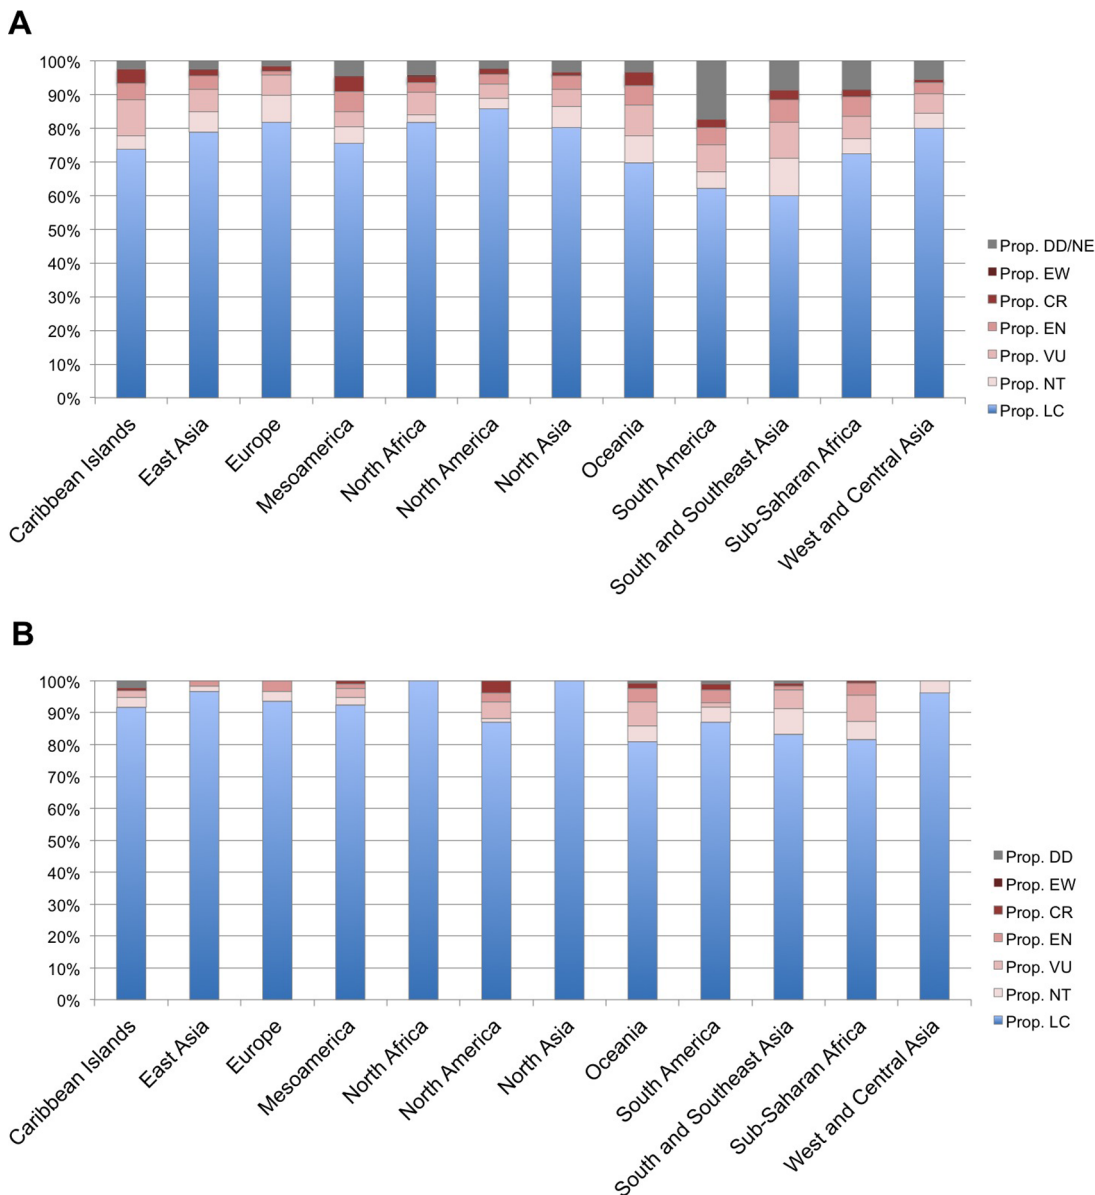 A
100%
90%
80%
70%
60%
50%
40%
30%
20%
10%
0%
Caribbean Islands
East Asia
Europe
Mesoamerica
North Africa
North America
North Asia
Oceania
South America
South and Southeast Asia
Sub-Saharan Africa
West and Central Asia
Prop. DD/NE
Prop. EW
Prop. CR
Prop. EN
Prop. VU
Prop. NT
Prop. LC
B
100%
90%
80%
70%
60%
50%
40%
30%
20%
10%
0%
Caribbean Islands
East Asia
Europe
Mesoamerica
North Africa
North America
North Asia
Oceania
South America
South and Southeast Asia
Sub-Saharan Africa
West and Central Asia
Prop. DD
Prop. EW
Prop. CR
Prop. EN
Prop. VU
Prop. NT
Prop. LC